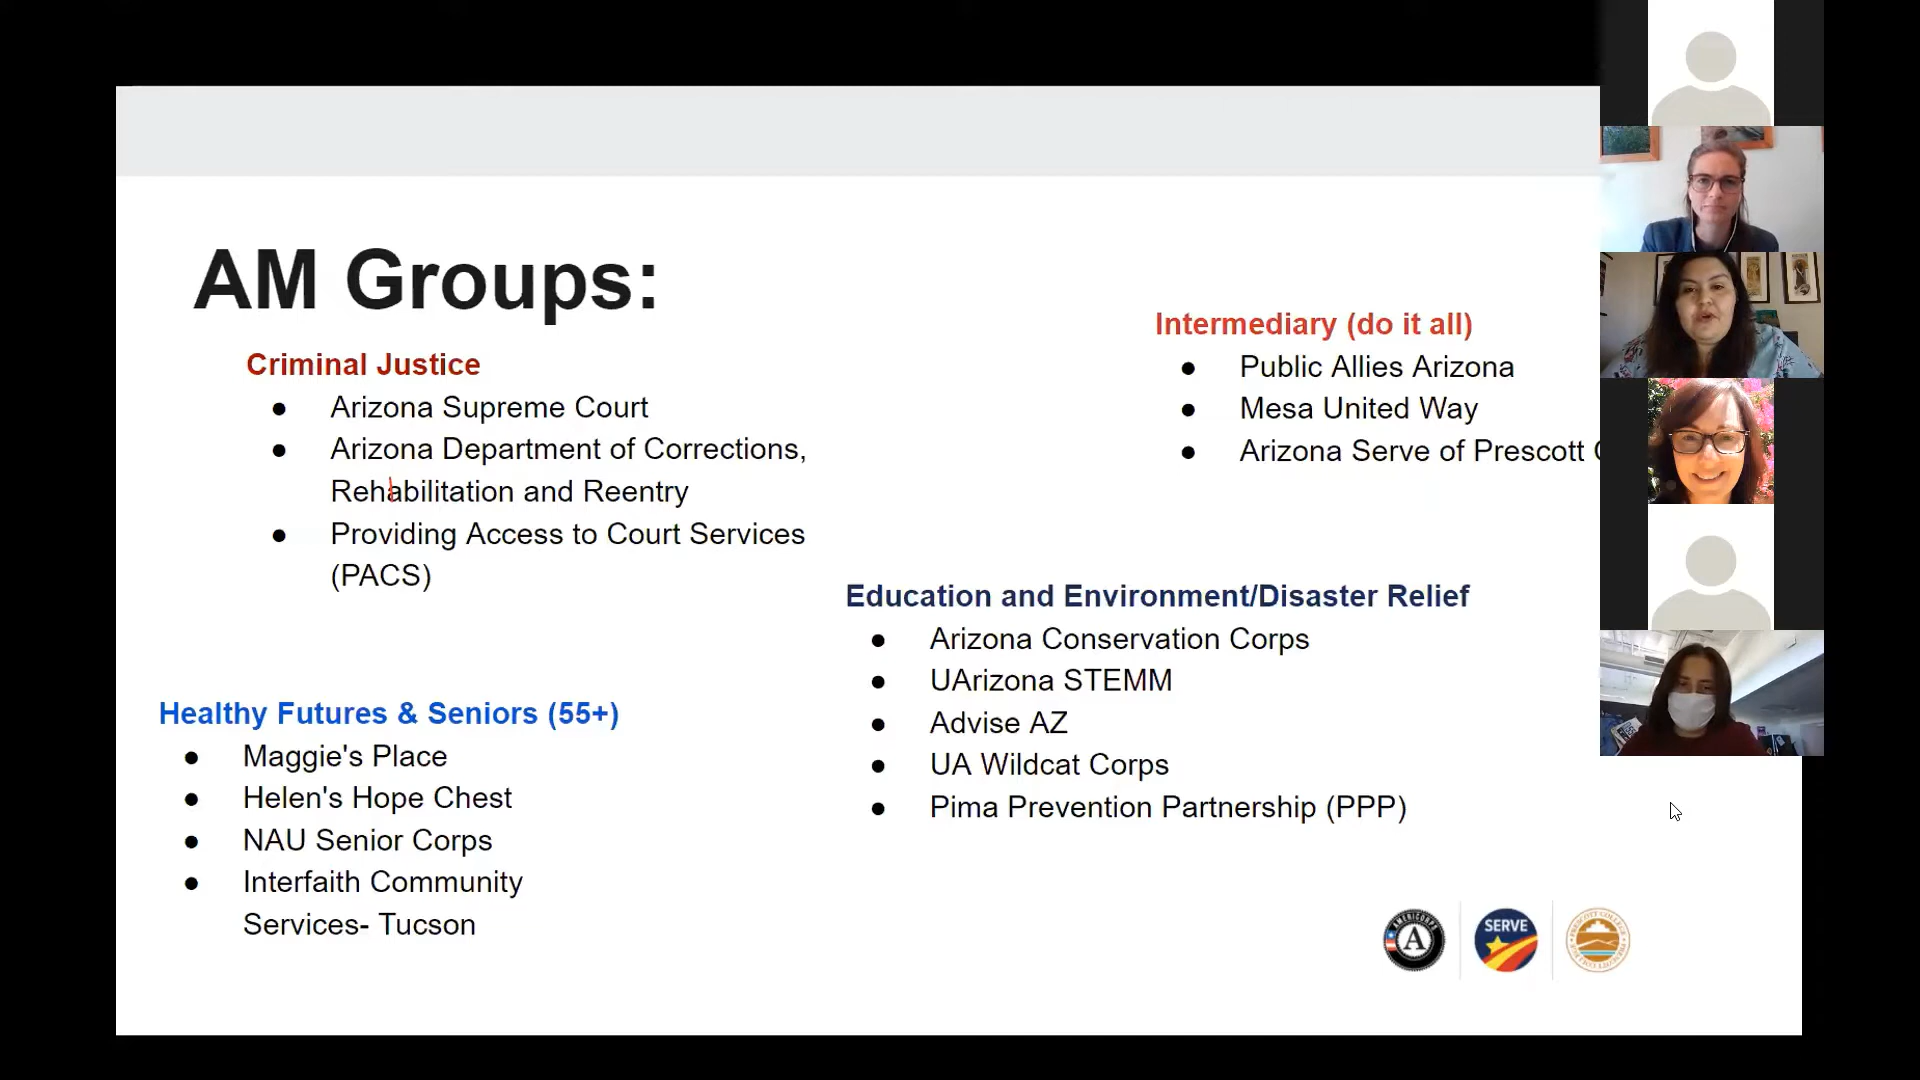 AM Groups:
Criminal Justice
● Arizona Supreme Court
● Arizona Department of Corrections,
Rehabilitation and Reentry
● Providing Access to Court Services
(PACS)
Healthy Futures & Seniors (55+)
● Maggie's Place
● Helen's Hope Chest
● NAU Senior Corps
● Interfaith Community
Services- Tucson
Intermediary (do it all)
● Public Allies Arizona
● Mesa United Way
● Arizona Serve of Prescott
Education and Environment/Disaster Relief
● Arizona Conservation Corps
● UArizona STEMM
● Advise AZ
● UA Wildcat Corps
● Pima Prevention Partnership (PPP)
AMERICORPS
A
SERVE
PRESCOTT COLLEGE